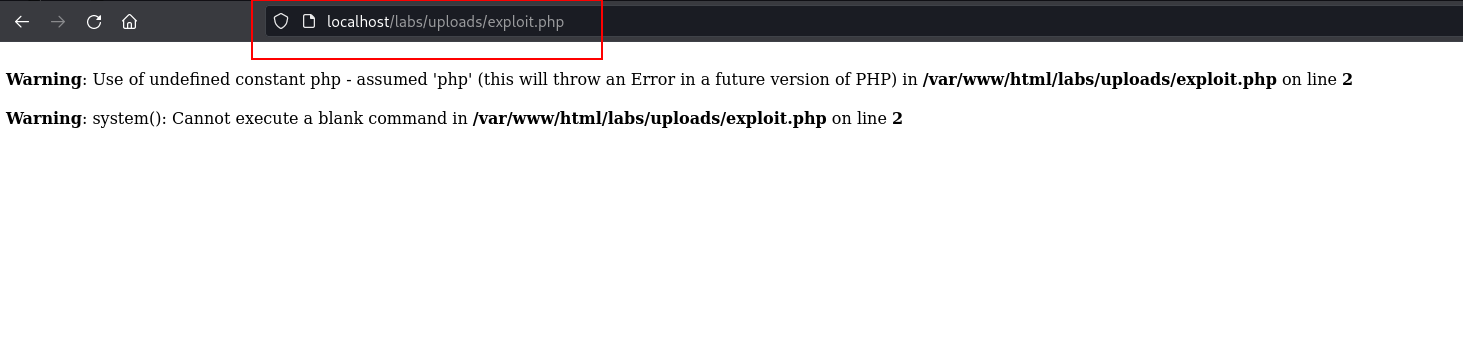 localhost/labs/uploads/exploit.php
Warning: Use of undefined constant php - assumed 'php' (this will throw an Error in a future version of PHP) in /var/www/html/labs/uploads/exploit.php on line 2
Warning: system(): Cannot execute a blank command in /var/www/html/labs/uploads/exploit.php on line 2